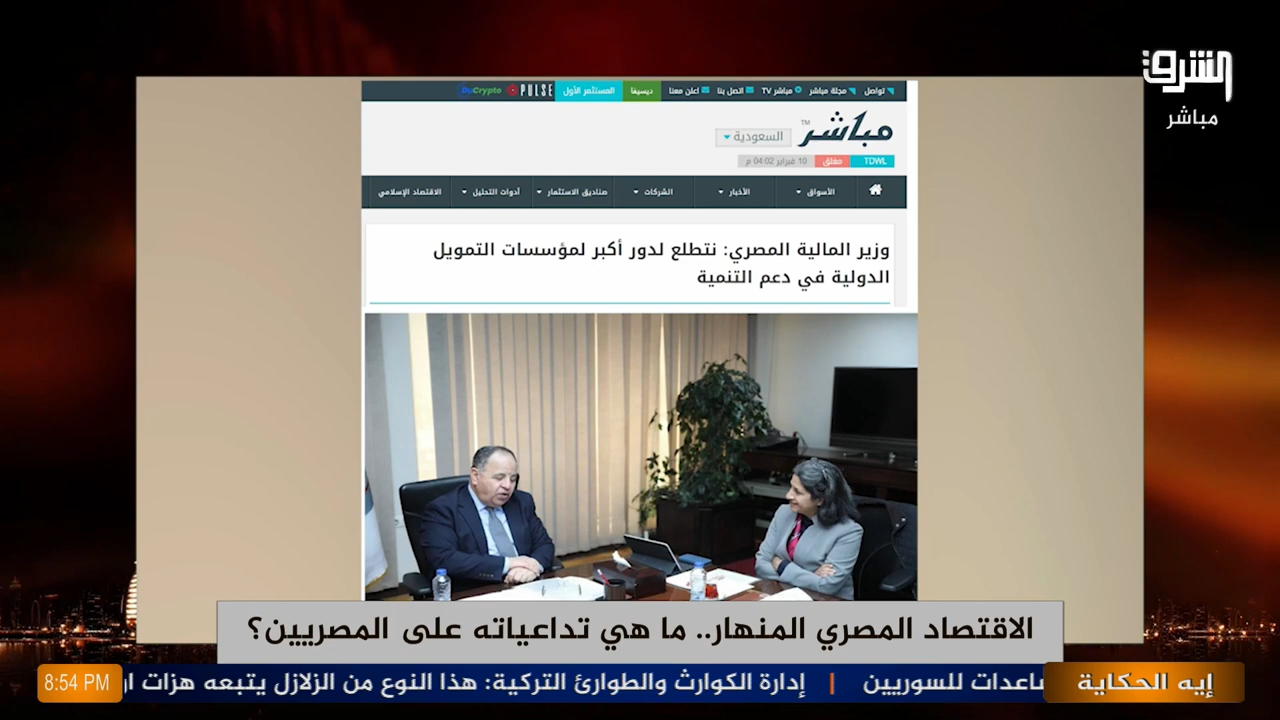 الشرق
مباشر
تواصل
مجلة مباشر
مباشر TV
اتصل بنا
اعلن معنا
ديسيفا
المستثمر الأول
PULSE
DyCrypto
مباشر TM
السعودية
TDWL
مغلق
10 فبراير 04:02 م
الأسواق
الأخبار
الشركات
صناديق الاستثمار
أدوات التحليل
الاقتصاد الإسلامي
وزير المالية المصري: نتطلع لدور أكبر لمؤسسات التمويل
الدولية في دعم التنمية
الاقتصاد المصري المنهار.. ما هي تداعياته على المصريين؟
إيه الحكاية
للسوريين | إدارة الكوارث والطوارئ التركية: هذا النوع من الزلازل يتبعه هزات
8:54 PM